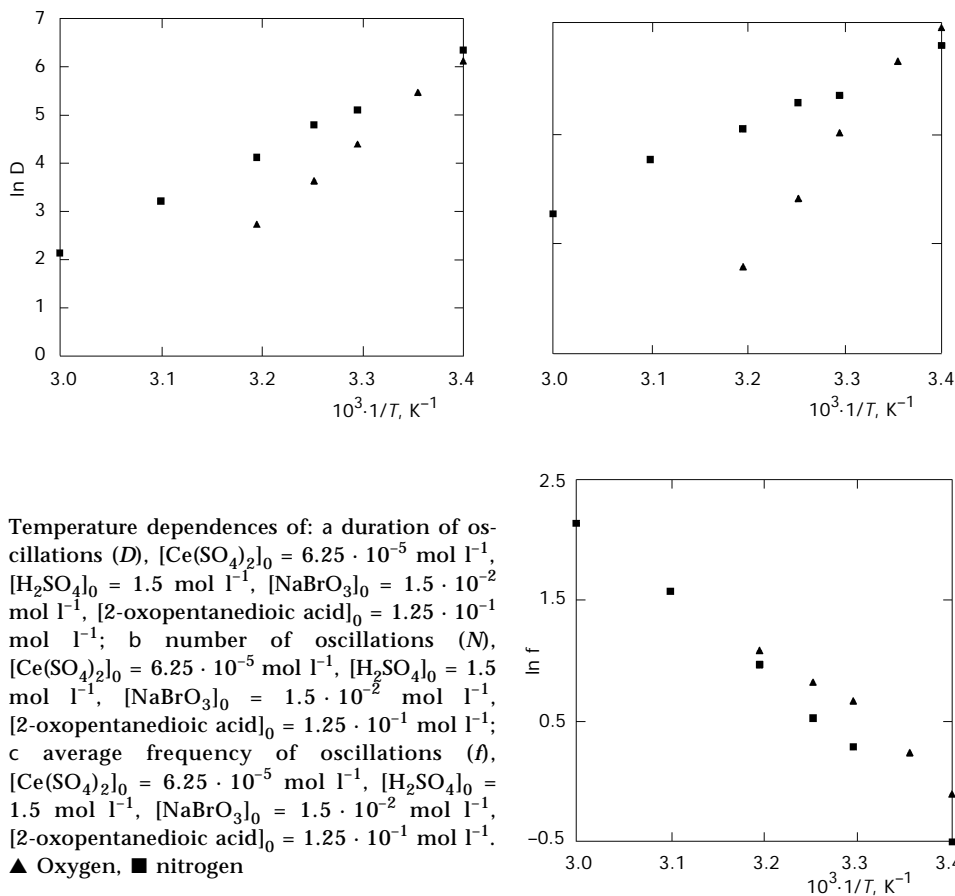 7
6
5
4
3
2
1
0
ln D
3.0 3.1 3.2 3.3 3.4
10³·1/T, K⁻¹
3.0 3.1 3.2 3.3 3.4
10³·1/T, K⁻¹
Temperature dependences of: a duration of os-
cillations (D), [Ce(SO₄)₂]₀ = 6.25 · 10⁻⁵ mol l⁻¹,
[H₂SO₄]₀ = 1.5 mol l⁻¹, [NaBrO₃]₀ = 1.5 · 10⁻²
mol l⁻¹, [2-oxopentanedioic acid]₀ = 1.25 · 10⁻¹
mol l⁻¹; b number of oscillations (N),
[Ce(SO₄)₂]₀ = 6.25 · 10⁻⁵ mol l⁻¹, [H₂SO₄]₀ = 1.5
mol l⁻¹, [NaBrO₃]₀ = 1.5 · 10⁻² mol l⁻¹,
[2-oxopentanedioic acid]₀ = 1.25 · 10⁻¹ mol l⁻¹;
c average frequency of oscillations (f),
[Ce(SO₄)₂]₀ = 6.25 · 10⁻⁵ mol l⁻¹, [H₂SO₄]₀ =
1.5 mol l⁻¹, [NaBrO₃]₀ = 1.5 · 10⁻² mol l⁻¹,
[2-oxopentanedioic acid]₀ = 1.25 · 10⁻¹ mol l⁻¹.
▲ Oxygen, ■ nitrogen
2.5
1.5
ln f
0.5
−0.5
3.0 3.1 3.2 3.3 3.4
10³·1/T, K⁻¹